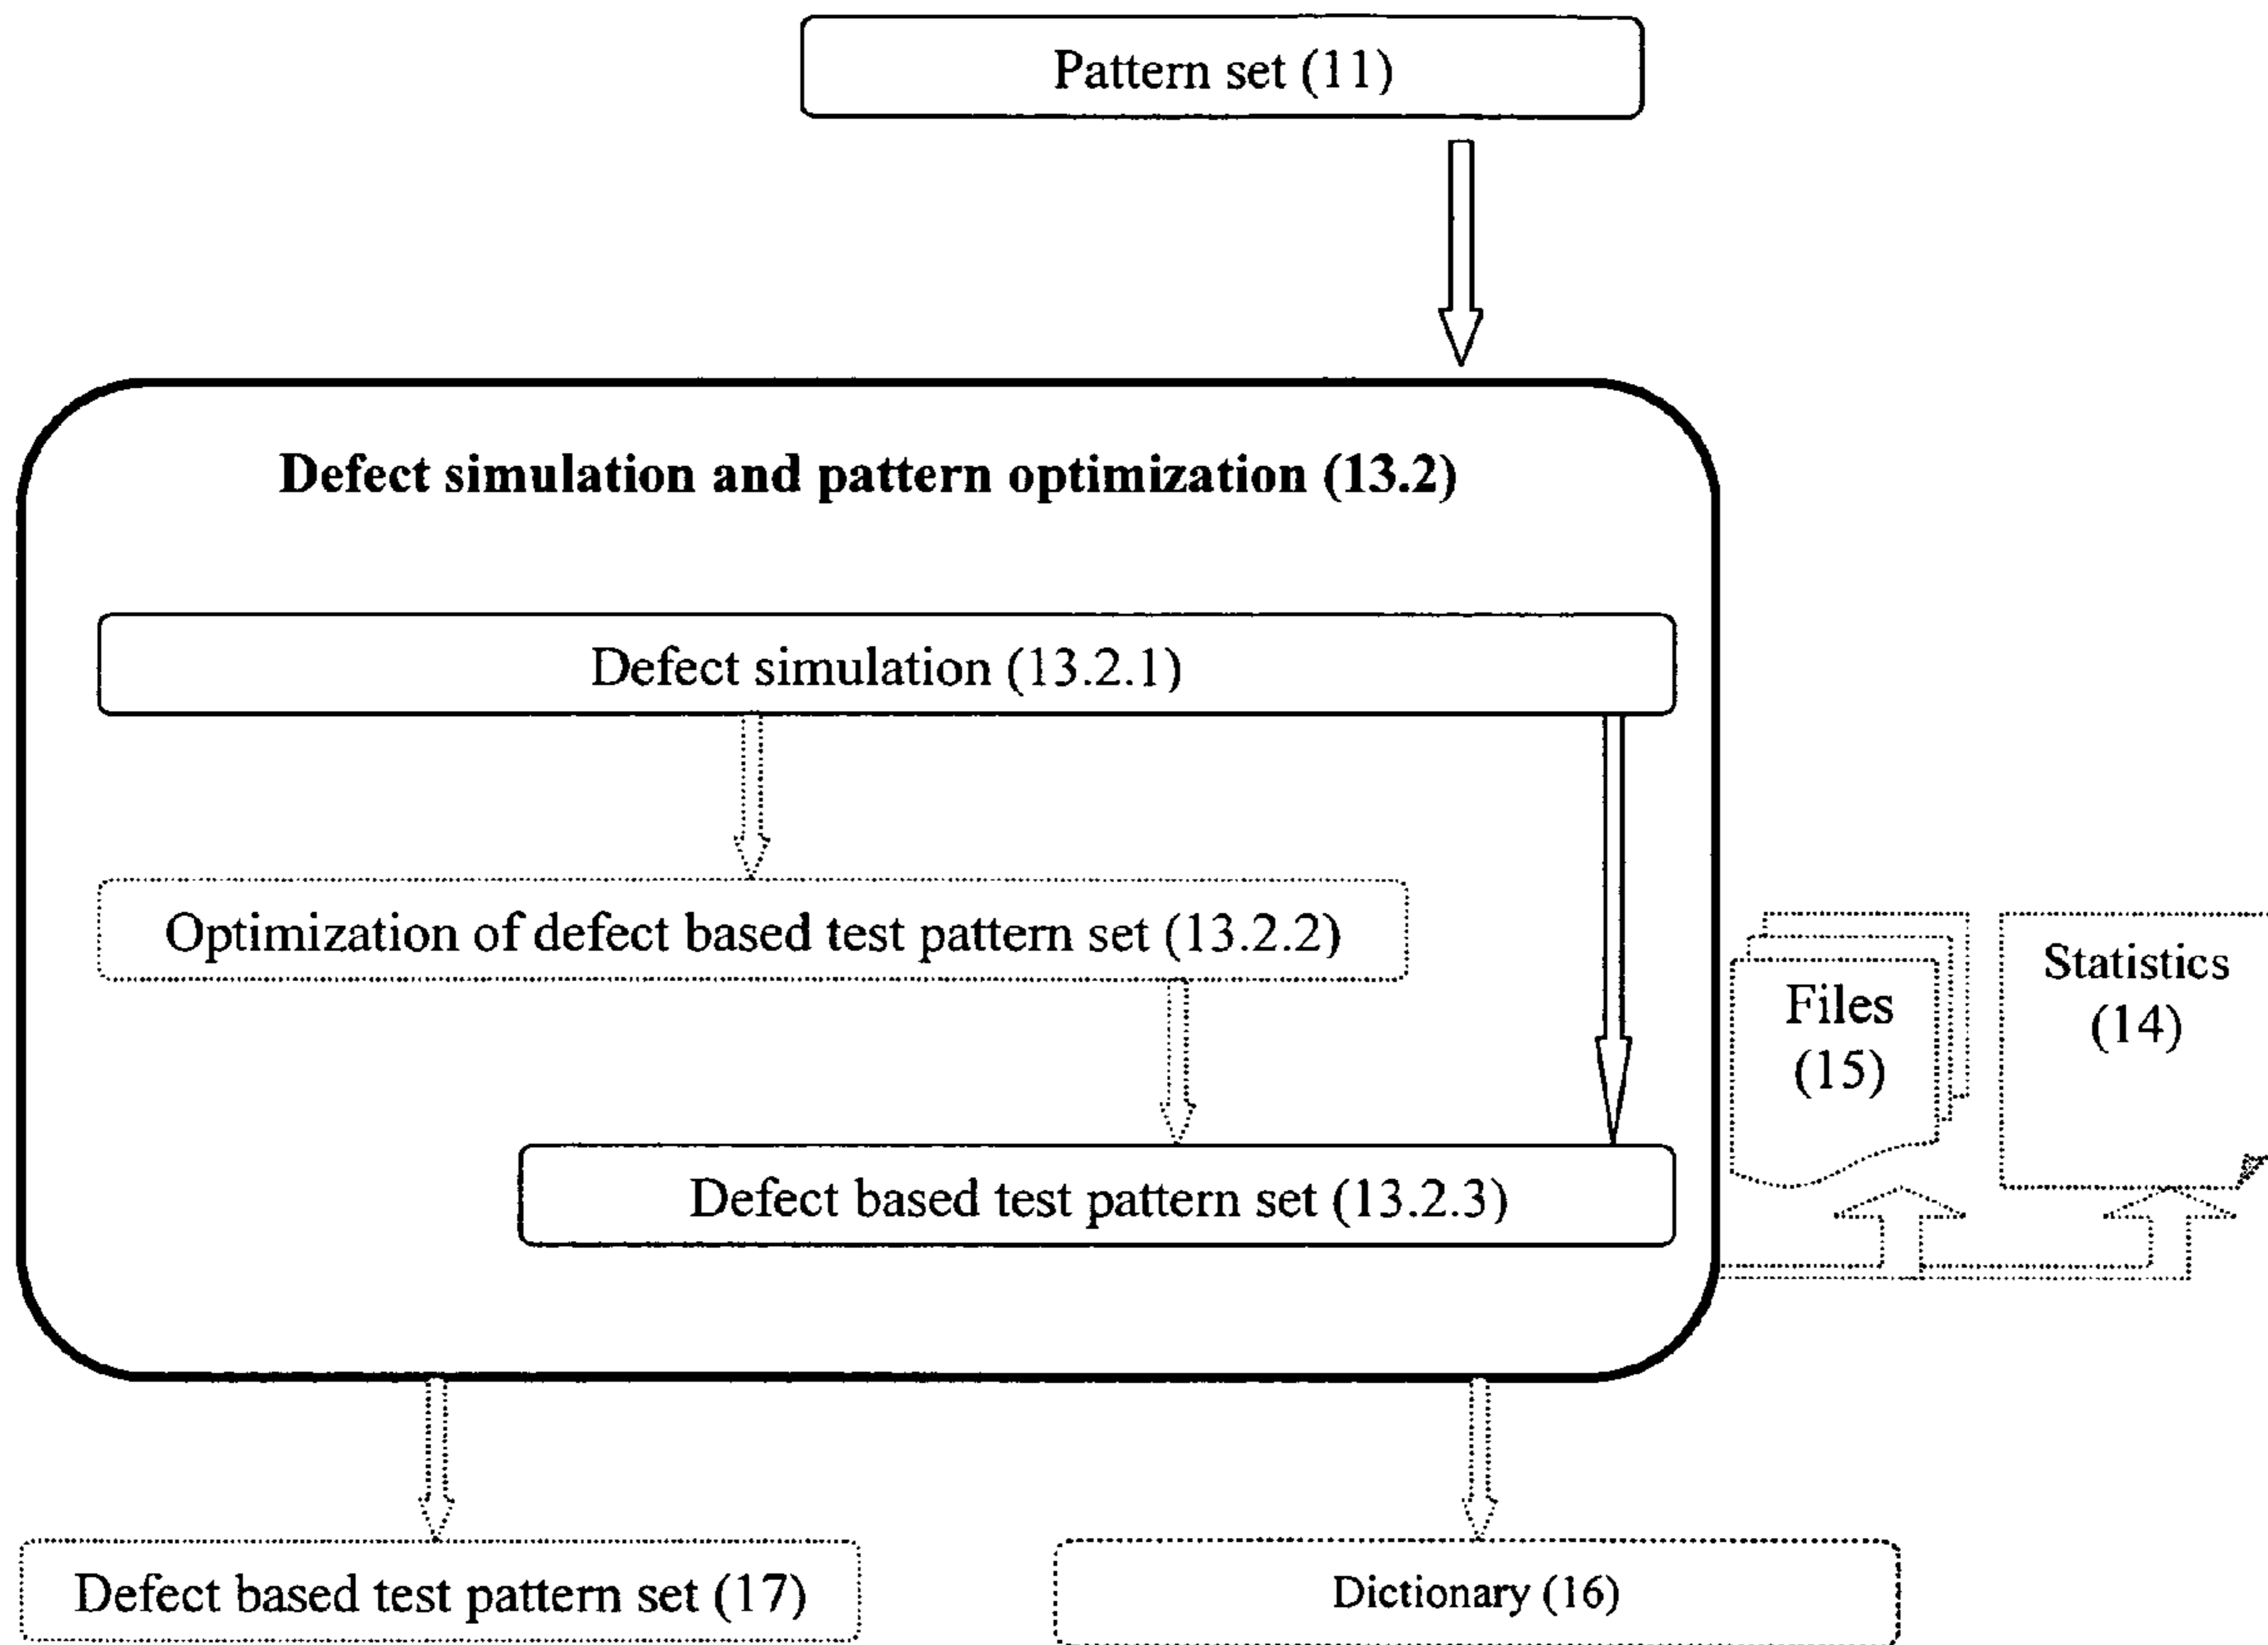 Pattern set (11)
Defect simulation and pattern optimization (13.2)
Defect simulation (13.2.1)
Optimization of defect based test pattern set (13.2.2)
Defect based test pattern set (13.2.3)
Files
(15)
Statistics
(14)
Defect based test pattern set (17)
Dictionary (16)